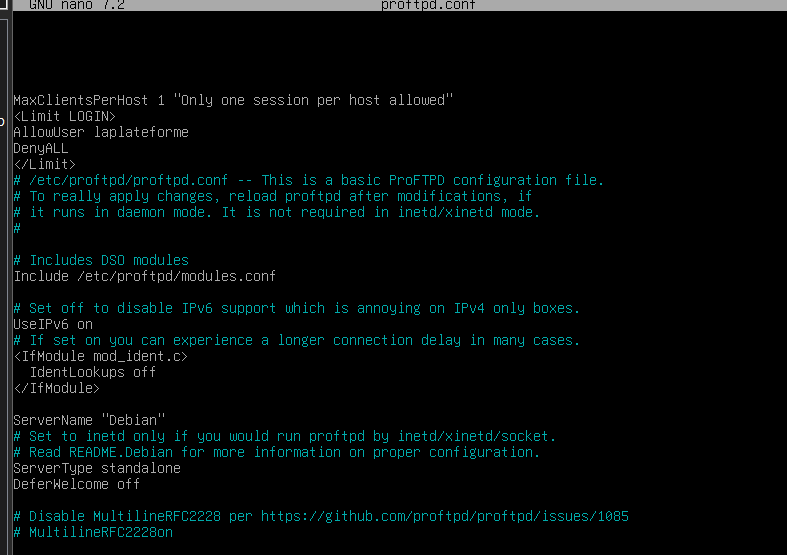 GNU nano 7.2 proftpd.conf
MaxClientsPerHost 1 "Only one session per host allowed"
<Limit LOGIN>
AllowUser laplateforme
DenyALL
</Limit>
# /etc/proftpd/proftpd.conf -- This is a basic ProFTPD configuration file.
# To really apply changes, reload proftpd after modifications, if
# it runs in daemon mode. It is not required in inetd/xinetd mode.
#
# Includes DSO modules
Include /etc/proftpd/modules.conf
# Set off to disable IPv6 support which is annoying on IPv4 only boxes.
UseIPv6 on
# If set on you can experience a longer connection delay in many cases.
<IfModule mod_ident.c>
IdentLookups off
</IfModule>
ServerName "Debian"
# Set to inetd only if you would run proftpd by inetd/xinetd/socket.
# Read README.Debian for more information on proper configuration.
ServerType standalone
DeferWelcome off
# Disable MultilineRFC2228 per https://github.com/proftpd/proftpd/issues/1085
# MultilineRFC2228on